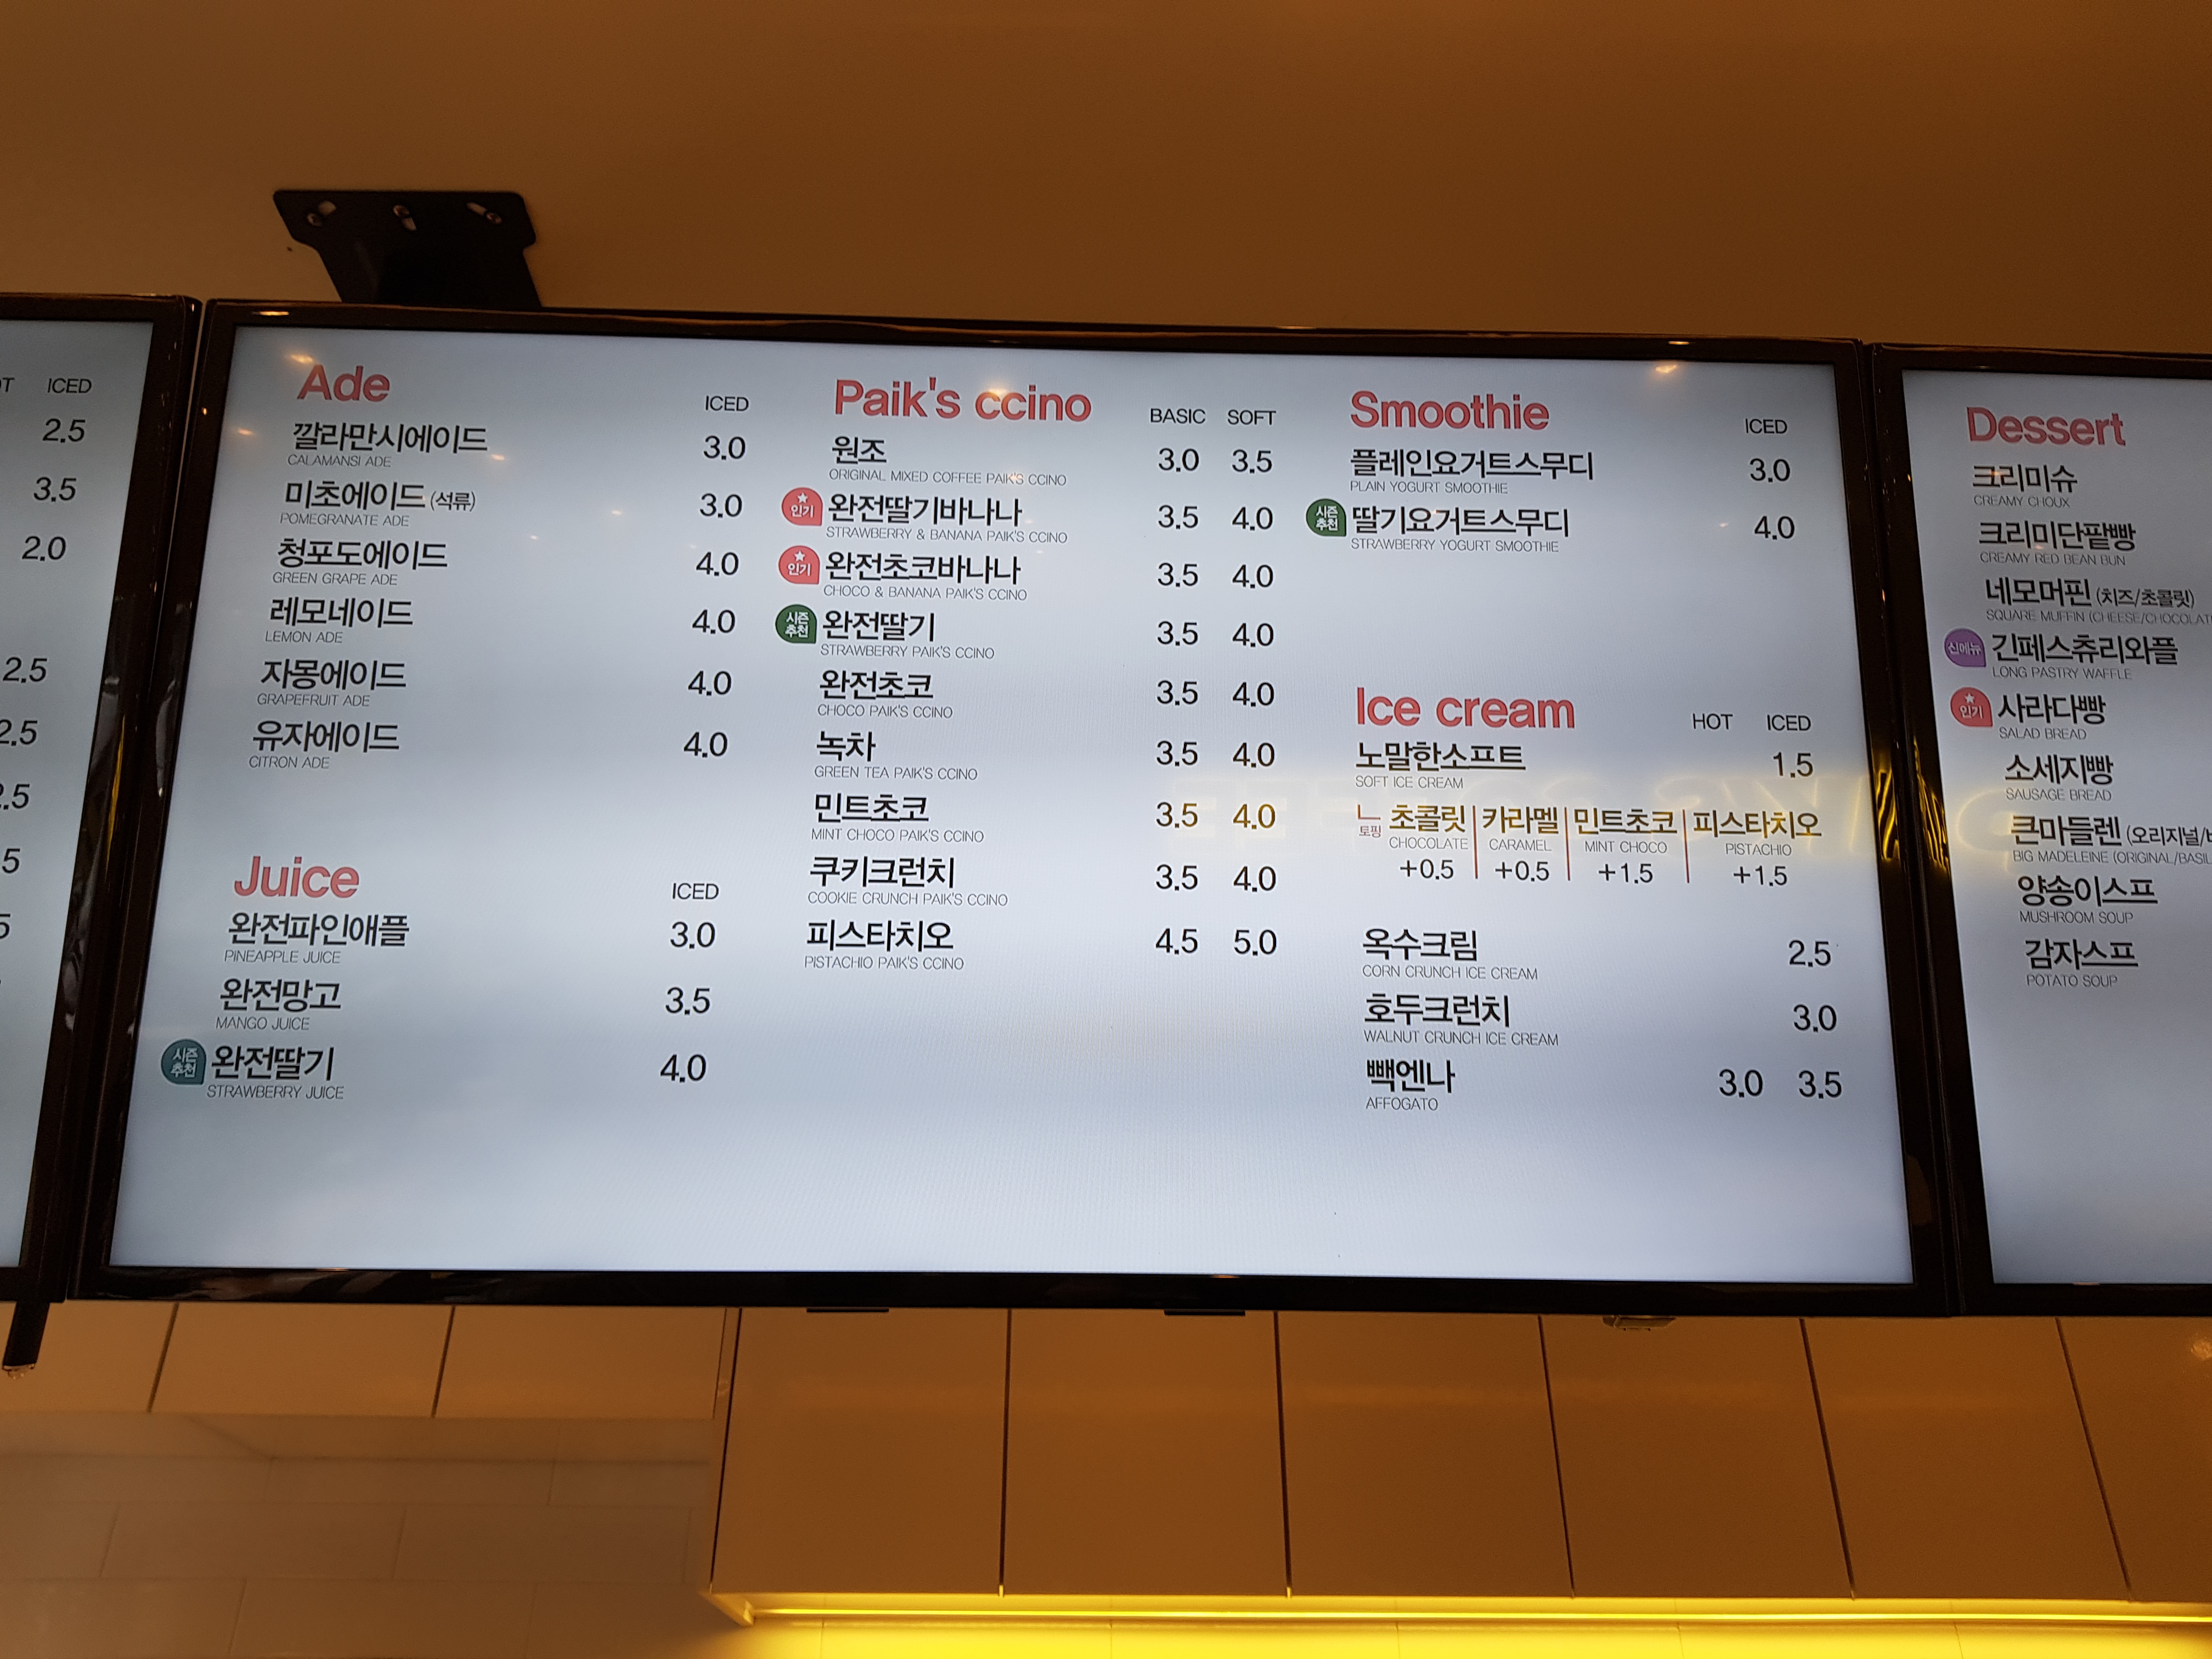 OT ICED
2.5
3.5
2.0
2.5
2.5
2.5
5
5
Ade
ICED
깔라만시에이드 3.0
CALAMANSI ADE
미초에이드 (석류) 3.0
POMEGRANATE ADE
청포도에이드 4.0
GREEN GRAPE ADE
레모네이드 4.0
LEMON ADE
자몽에이드 4.0
GRAPEFRUIT ADE
유자에이드 4.0
CITRON ADE
Juice
ICED
완전파인애플 3.0
PINEAPPLE JUICE
완전망고 3.5
MANGO JUICE
시즌 추천 완전딸기 4.0
STRAWBERRY JUICE
Paik's ccino
BASIC SOFT
원조 3.0 3.5
ORIGINAL MIXED COFFEE PAIK'S CCINO
인기 완전딸기바나나 3.5 4.0
STRAWBERRY & BANANA PAIK'S CCINO
인기 완전초코바나나 3.5 4.0
CHOCO & BANANA PAIK'S CCINO
시즌 추천 완전딸기 3.5 4.0
STRAWBERRY PAIK'S CCINO
완전초코 3.5 4.0
CHOCO PAIK'S CCINO
녹차 3.5 4.0
GREEN TEA PAIK'S CCINO
민트초코 3.5 4.0
MINT CHOCO PAIK'S CCINO
쿠키크런치 3.5 4.0
COOKIE CRUNCH PAIK'S CCINO
피스타치오 4.5 5.0
PISTACHIO PAIK'S CCINO
Smoothie
ICED
플레인요거트스무디 3.0
PLAIN YOGURT SMOOTHIE
시즌 추천 딸기요거트스무디 4.0
STRAWBERRY YOGURT SMOOTHIE
Ice cream
HOT ICED
노말한소프트 1.5
SOFT ICE CREAM
토핑 초콜릿 카라멜 민트초코 피스타치오
CHOCOLATE CARAMEL MINT CHOCO PISTACHIO
+0.5 +0.5 +1.5 +1.5
옥수크림 2.5
CORN CRUNCH ICE CREAM
호두크런치 3.0
WALNUT CRUNCH ICE CREAM
빽엔나 3.0 3.5
AFFOGATO
Dessert
크리미슈
CREAMY CHOUX
크리미단팥빵
CREAMY RED BEAN BUN
네모머핀 (치즈/초콜릿)
SQUARE MUFFIN (CHEESE/CHOCOLAT
신메뉴 긴페스츄리와플
LONG PASTRY WAFFLE
인기 사라다빵
SALAD BREAD
소세지빵
SAUSAGE BREAD
큰마들렌 (오리지널/
BIG MADELEINE (ORIGINAL/BASIL
양송이스프
MUSHROOM SOUP
감자스프
POTATO SOUP